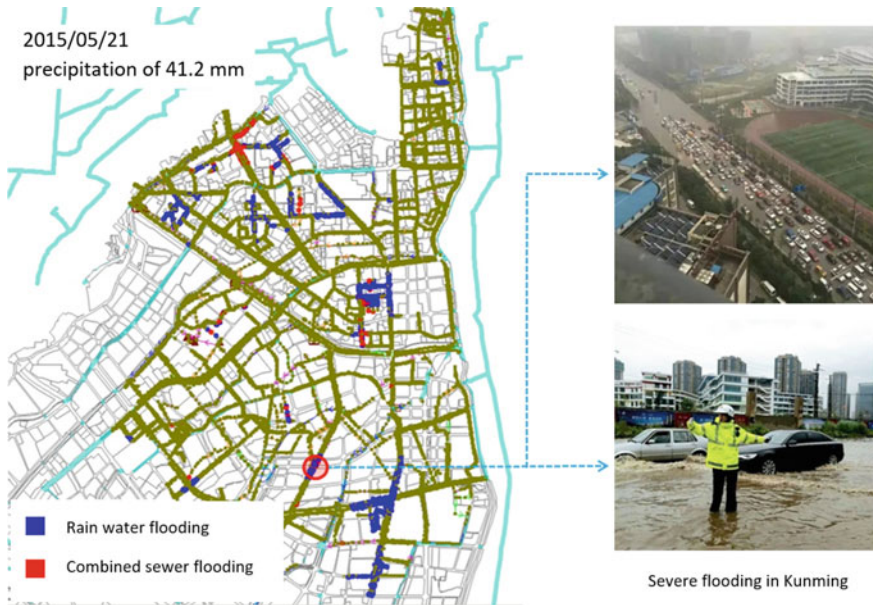 2015/05/21
precipitation of 41.2 mm
Rain water flooding
Combined sewer flooding
Severe flooding in Kunming